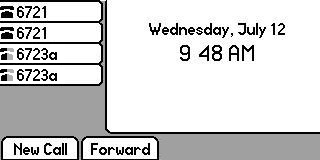 6721
6721
6723a
6723a
Wednesday, July 12
9 48 AM
New Call
Forward